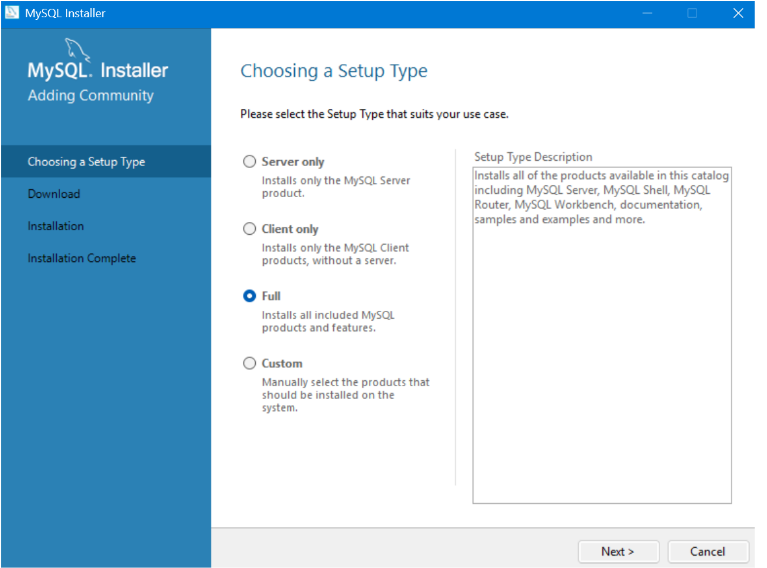 MySQL Installer
MySQL. Installer
Adding Community
Choosing a Setup Type
Download
Installation
Installation Complete
Choosing a Setup Type
Please select the Setup Type that suits your use case.
Server only
Installs only the MySQL Server
product.
Client only
Installs only the MySQL Client
products, without a server.
Full
Installs all included MySQL
products and features.
Custom
Manually select the products that
should be installed on the
system.
Setup Type Description
Installs all of the products available in this catalog
including MySQL Server, MySQL Shell, MySQL
Router, MySQL Workbench, documentation,
samples and examples and more.
Next >
Cancel